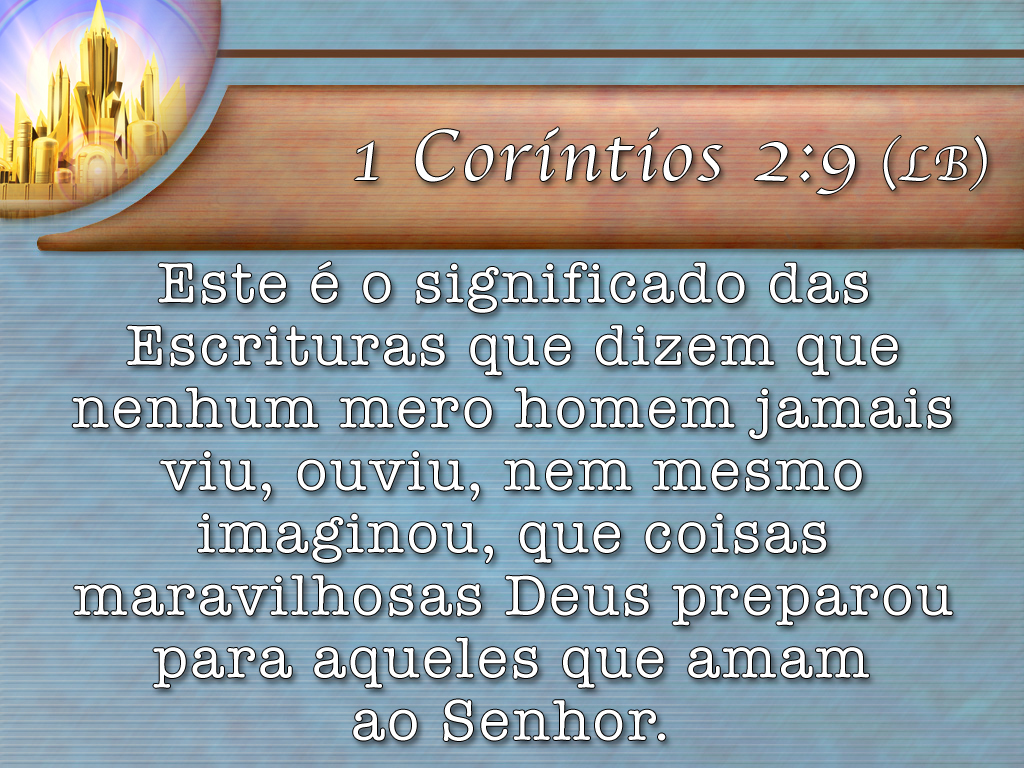 1 Coríntios 2:9 (LB)
Este é o significado das
Escrituras que dizem que
nenhum mero homem jamais
viu, ouviu, nem mesmo
imaginou, que coisas
maravilhosas Deus preparou
para aqueles que amam
ao Senhor.